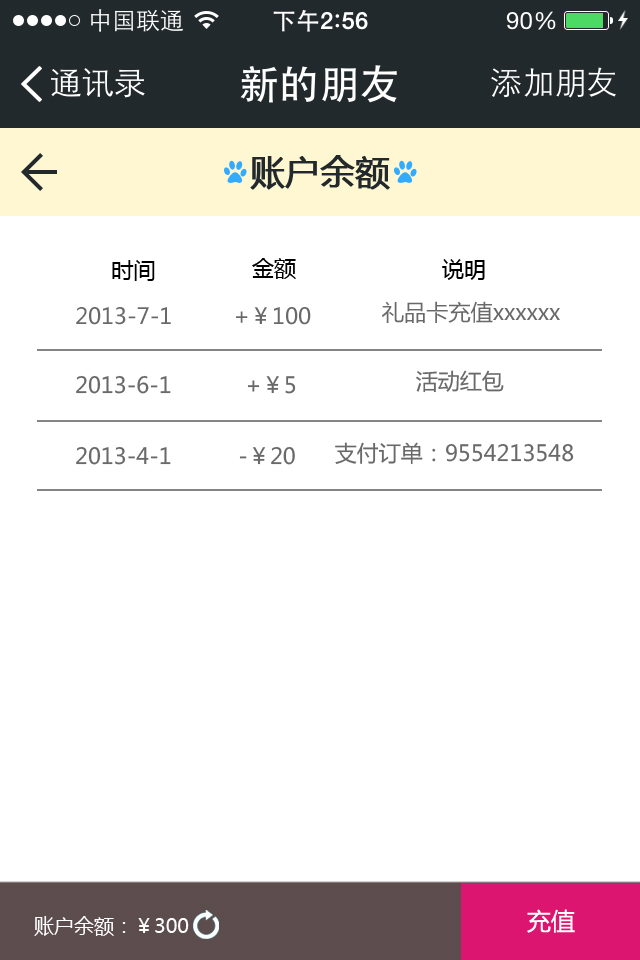 中国联通 下午2:56 90%
通讯录 新的朋友 添加朋友
账户余额
时间 金额 说明
2013-7-1 +￥100 礼品卡充值xxxxxx
2013-6-1 +￥5 活动红包
2013-4-1 -￥20 支付订单：9554213548
账户余额：￥300 充值